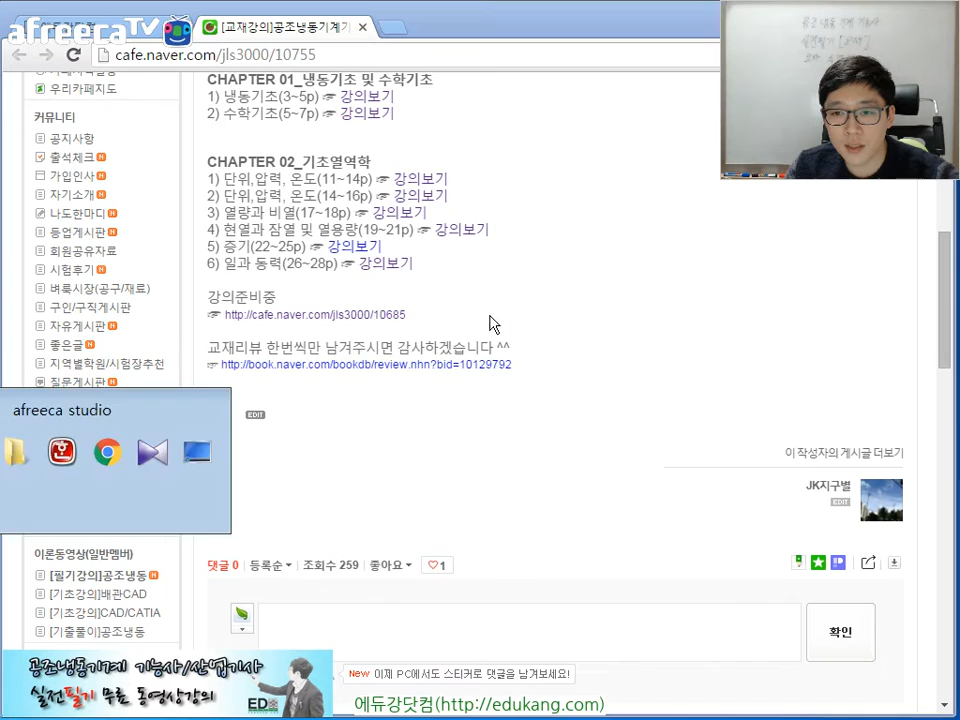 afreecaTV
[교재강의]공조냉동기계기
cafe.naver.com/jls3000/10755
우리카페지도
커뮤니티
공지사항
출석체크
가입인사
자기소개
나도한마디
등업게시판
회원공유자료
시험후기
벼룩시장(공구/재료)
구인/구직게시판
자유게시판
좋은글
지역별학원/시험장추천
질문게시판
CHAPTER 01_냉동기초 및 수학기초
1) 냉동기초(3~5p) ☞ 강의보기
2) 수학기초(5~7p) ☞ 강의보기
CHAPTER 02_기초열역학
1) 단위,압력, 온도(11~14p) ☞ 강의보기
2) 단위,압력, 온도(14~16p) ☞ 강의보기
3) 열량과 비열(17~18p) ☞ 강의보기
4) 현열과 잠열 및 열용량(19~21p) ☞ 강의보기
5) 증기(22~25p) ☞ 강의보기
6) 일과 동력(26~28p) ☞ 강의보기
강의준비중
☞ http://cafe.naver.com/jls3000/10685
교재리뷰 한번씩만 남겨주시면 감사하겠습니다 ^^
☞ http://book.naver.com/bookdb/review.nhn?bid=10129792
EDIT
afreeca studio
이 작성자의 게시글 더보기
JK지구별
EDIT
이론동영상(일반멤버)
[필기강의]공조냉동
[기초강의]배관CAD
[기초강의]CAD/CATIA
[기출풀이]공조냉동
댓글 0 등록순 조회수 259 좋아요 ♡1
확인
New 이제 PC에서도 스티커로 댓글을 남겨보세요!
공조냉동기계 기능사/산업기사
실전필기 무료 동영상강의
에듀강닷컴(http://edukang.com)